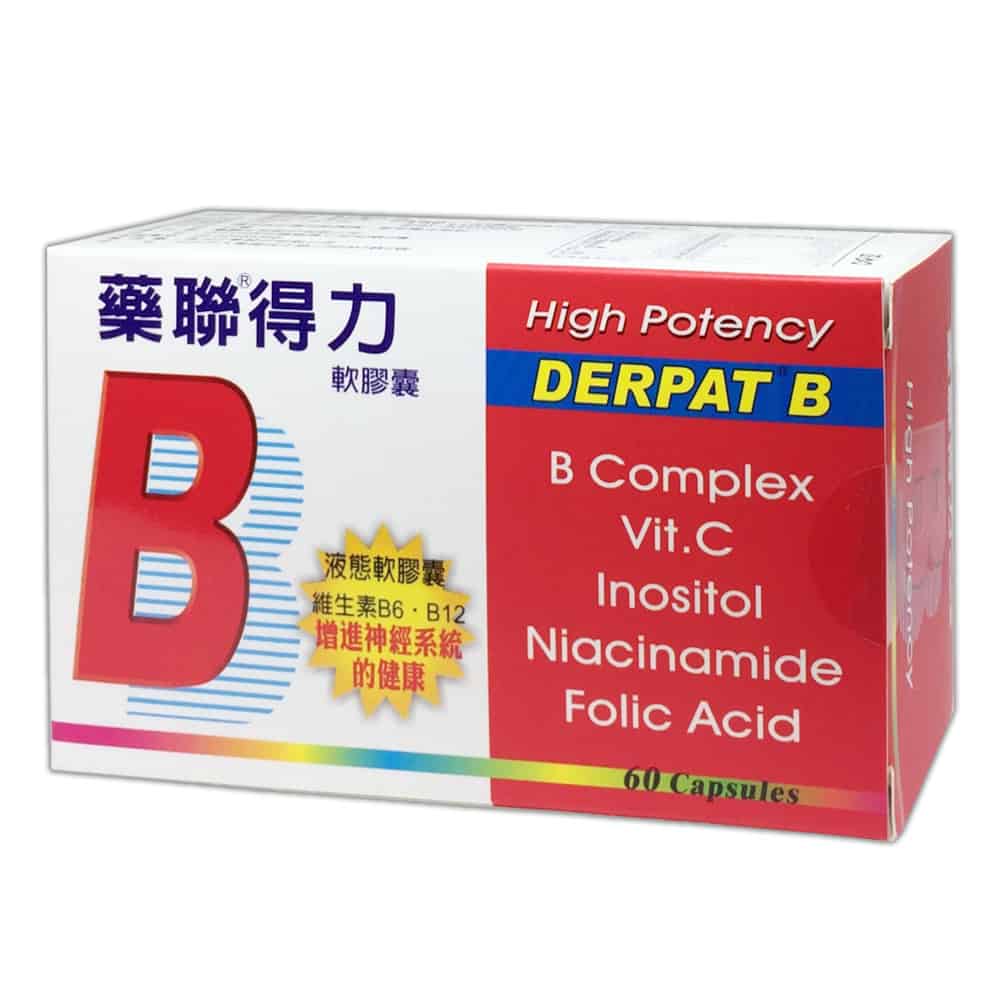 藥聯®得力
軟膠囊
B
液態軟膠囊
維生素B6・B12
增進神經系統
的健康
High Potency
DERPAT® B
B Complex
Vit.C
Inositol
Niacinamide
Folic Acid
60 Capsules
High Potency